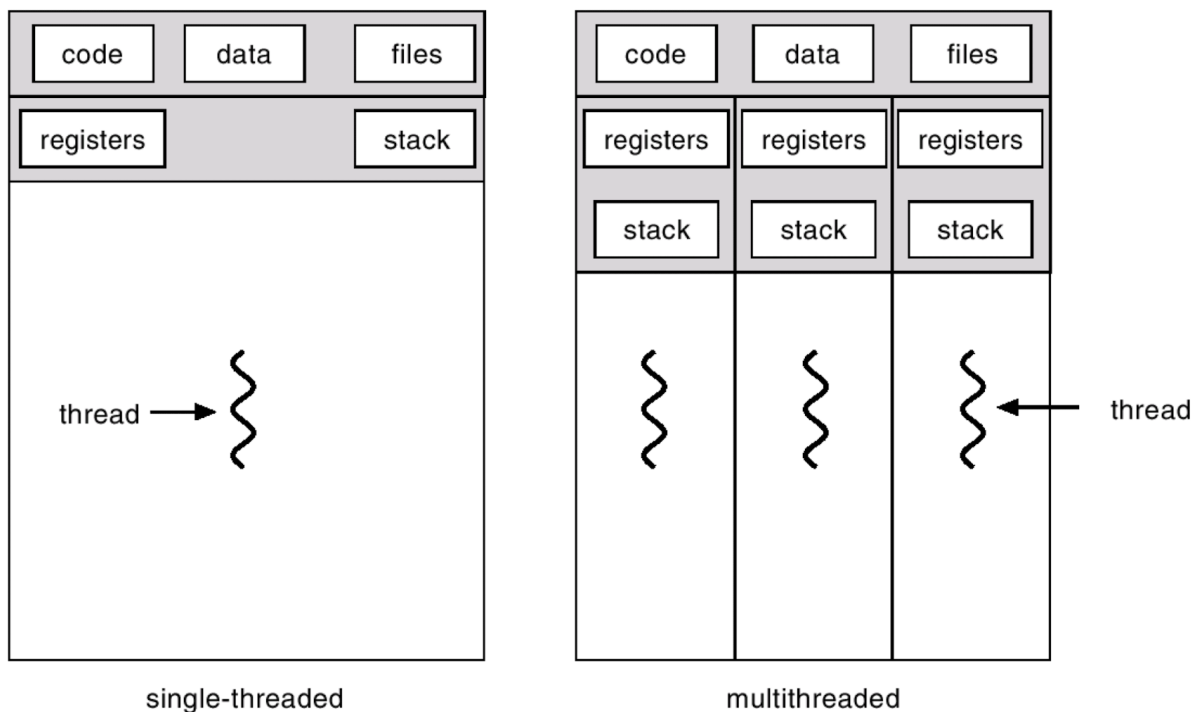 code data files code data files
registers stack registers registers registers
stack stack stack
thread thread
single-threaded multithreaded